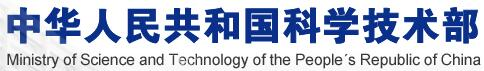 中华人民共和国科学技术部
Ministry of Science and Technology of the People´s Republic of China